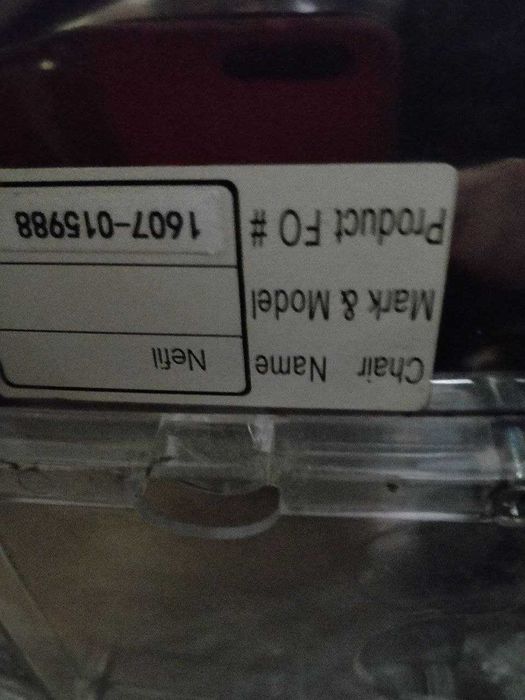 Chair Name Nefil
Mark & Model
Product FO # 1607-015988